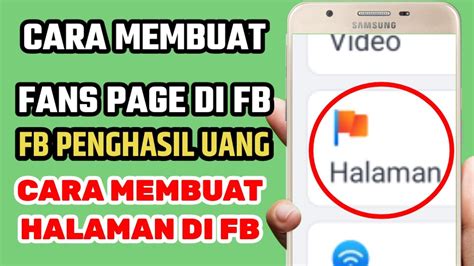 CARA MEMBUAT
FANS PAGE DI FB
FB PENGHASIL UANG
CARA MEMBUAT
HALAMAN DI FB
SAMSUNG
Video
Halaman